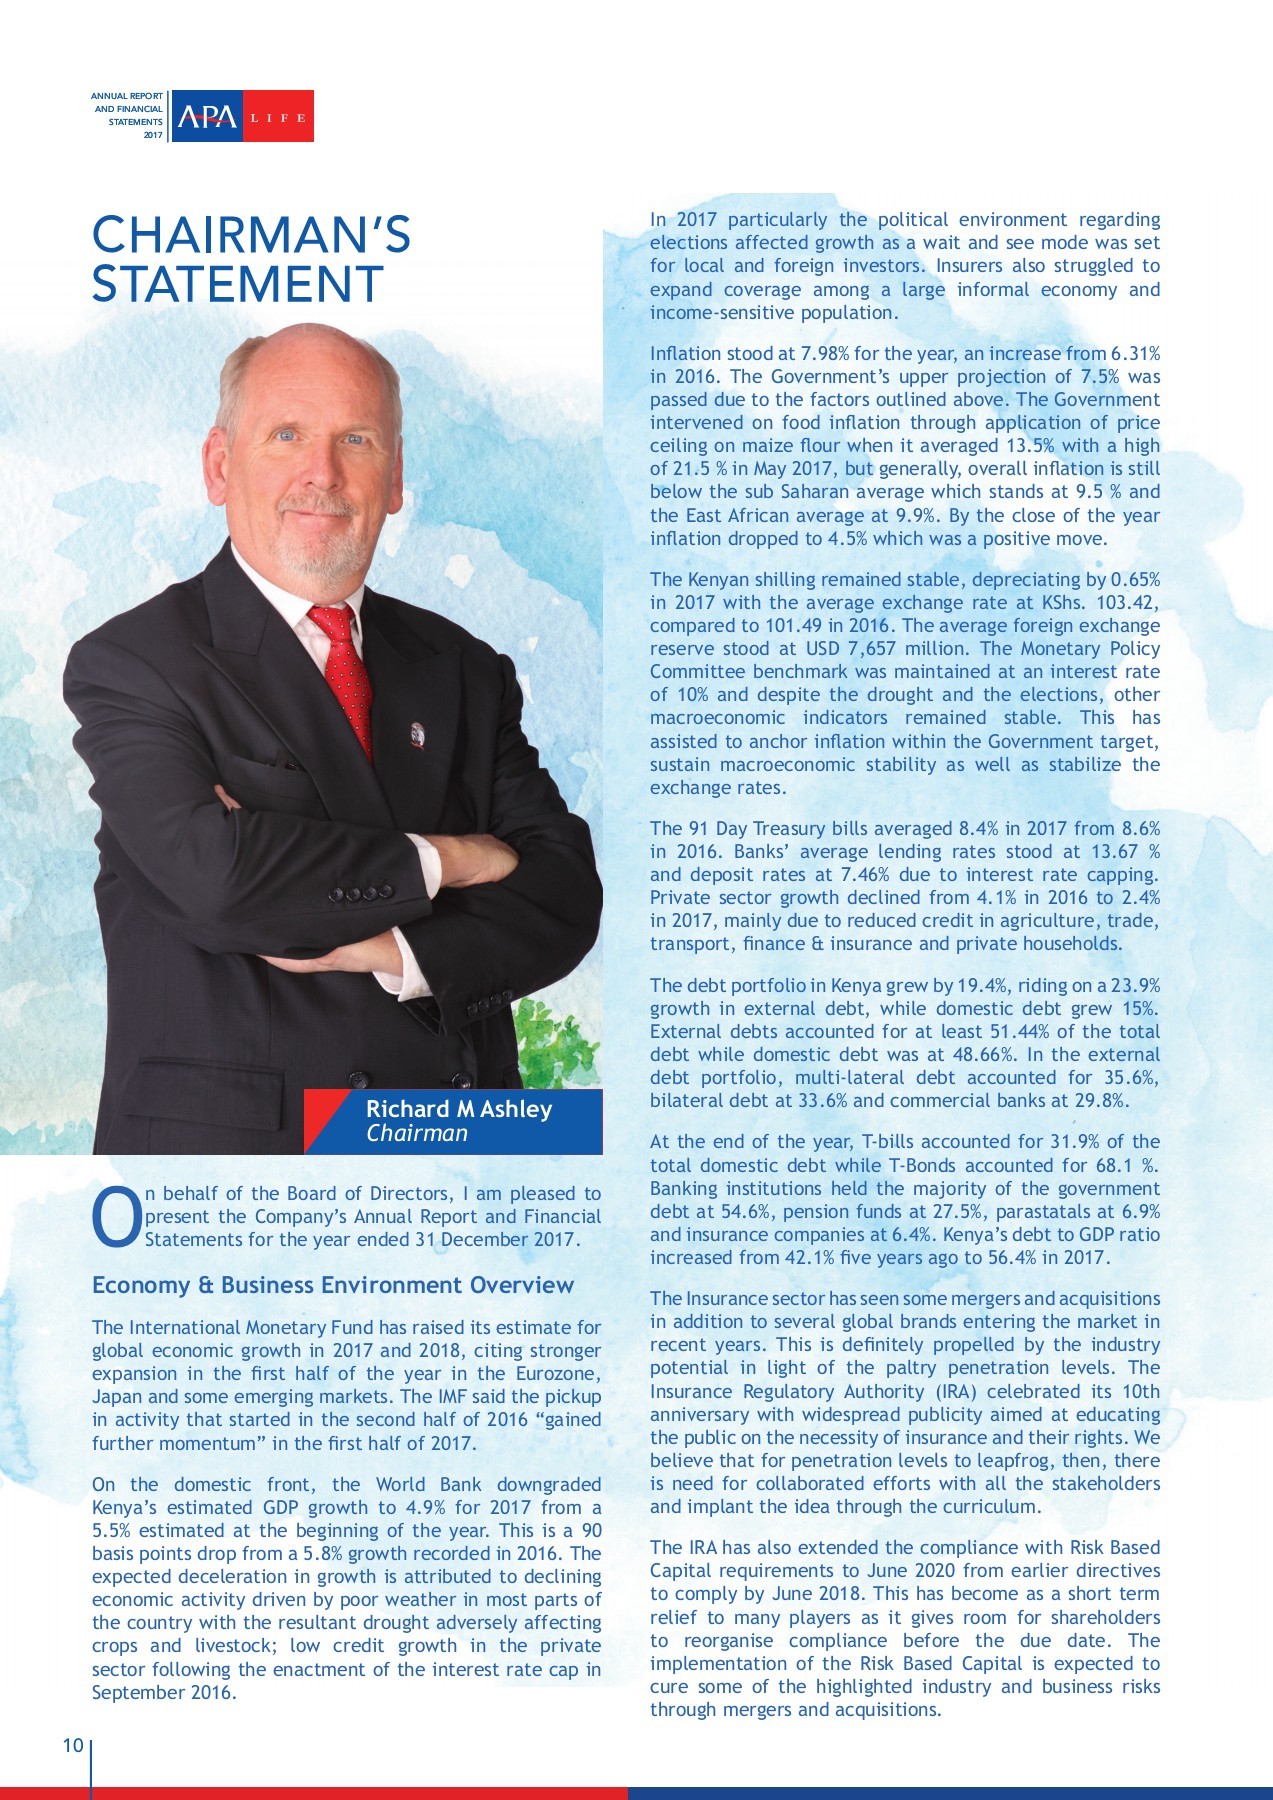 ANNUAL REPORT
AND FINANCIAL
STATEMENTS
2017
APA
LIFE
CHAIRMAN'S
STATEMENT
Richard M Ashley
Chairman
On behalf of the Board of Directors, I am pleased to
present the Company's Annual Report and Financial
Statements for the year ended 31 December 2017.
Economy & Business Environment Overview
The International Monetary Fund has raised its estimate for
global economic growth in 2017 and 2018, citing stronger
expansion in the first half of the year in the Eurozone,
Japan and some emerging markets. The IMF said the pickup
in activity that started in the second half of 2016 “gained
further momentum” in the first half of 2017.
On the domestic front, the World Bank downgraded
Kenya's estimated GDP growth to 4.9% for 2017 from a
5.5% estimated at the beginning of the year. This is a 90
basis points drop from a 5.8% growth recorded in 2016. The
expected deceleration in growth is attributed to declining
economic activity driven by poor weather in most parts of
the country with the resultant drought adversely affecting
crops and livestock; low credit growth in the private
sector following the enactment of the interest rate cap in
September 2016.
In 2017 particularly the political environment regarding
elections affected growth as a wait and see mode was set
for local and foreign investors. Insurers also struggled to
expand coverage among a large informal economy and
income-sensitive population.
Inflation stood at 7.98% for the year, an increase from 6.31%
in 2016. The Government's upper projection of 7.5% was
passed due to the factors outlined above. The Government
intervened on food inflation through application of price
ceiling on maize flour when it averaged 13.5% with a high
of 21.5 % in May 2017, but generally, overall inflation is still
below the sub Saharan average which stands at 9.5 % and
the East African average at 9.9%. By the close of the year
inflation dropped to 4.5% which was a positive move.
The Kenyan shilling remained stable, depreciating by 0.65%
in 2017 with the average exchange rate at KShs. 103.42,
compared to 101.49 in 2016. The average foreign exchange
reserve stood at USD 7,657 million. The Monetary Policy
Committee benchmark was maintained at an interest rate
of 10% and despite the drought and the elections, other
macroeconomic indicators remained stable. This has
assisted to anchor inflation within the Government target,
sustain macroeconomic stability as well as stabilize the
exchange rates.
The 91 Day Treasury bills averaged 8.4% in 2017 from 8.6%
in 2016. Banks' average lending rates stood at 13.67 %
and deposit rates at 7.46% due to interest rate capping.
Private sector growth declined from 4.1% in 2016 to 2.4%
in 2017, mainly due to reduced credit in agriculture, trade,
transport, finance & insurance and private households.
The debt portfolio in Kenya grew by 19.4%, riding on a 23.9%
growth in external debt, while domestic debt grew 15%.
External debts accounted for at least 51.44% of the total
debt while domestic debt was at 48.66%. In the external
debt portfolio, multi-lateral debt accounted for 35.6%,
bilateral debt at 33.6% and commercial banks at 29.8%.
At the end of the year, T-bills accounted for 31.9% of the
total domestic debt while T-Bonds accounted for 68.1 %.
Banking institutions held the majority of the government
debt at 54.6%, pension funds at 27.5%, parastatals at 6.9%
and insurance companies at 6.4%. Kenya's debt to GDP ratio
increased from 42.1% five years ago to 56.4% in 2017.
The Insurance sector has seen some mergers and acquisitions
in addition to several global brands entering the market in
recent years. This is definitely propelled by the industry
potential in light of the paltry penetration levels. The
Insurance Regulatory Authority (IRA) celebrated its 10th
anniversary with widespread publicity aimed at educating
the public on the necessity of insurance and their rights. We
believe that for penetration levels to leapfrog, then, there
is need for collaborated efforts with all the stakeholders
and implant the idea through the curriculum.
The IRA has also extended the compliance with Risk Based
Capital requirements to June 2020 from earlier directives
to comply by June 2018. This has become as a short term
relief to many players as it gives room for shareholders
to reorganise compliance before the due date. The
implementation of the Risk Based Capital is expected to
cure some of the highlighted industry and business risks
through mergers and acquisitions.
10